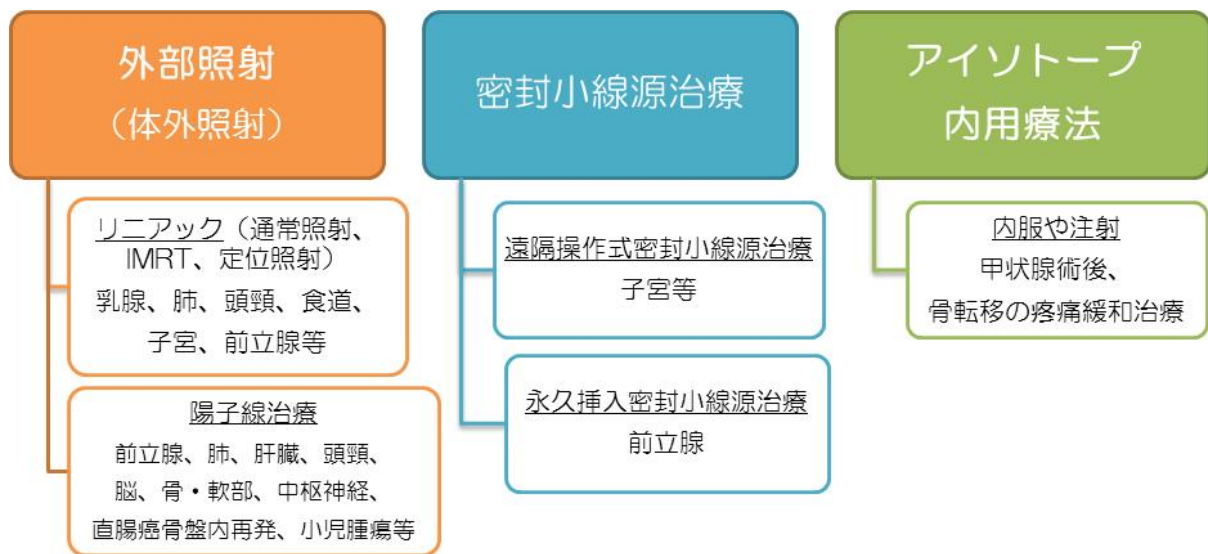 外部照射
（体外照射）
リニアック（通常照射、
IMRT、定位照射）
乳腺、肺、頭頸、食道、
子宮、前立腺等
陽子線治療
前立腺、肺、肝臓、頭頸、
脳、骨・軟部、中枢神経、
直腸癌骨盤内再発、小児腫瘍等
密封小線源治療
遠隔操作式密封小線源治療
子宮等
永久挿入密封小線源治療
前立腺
アイソトープ
内用療法
内服や注射
甲状腺術後、
骨転移の疼痛緩和治療